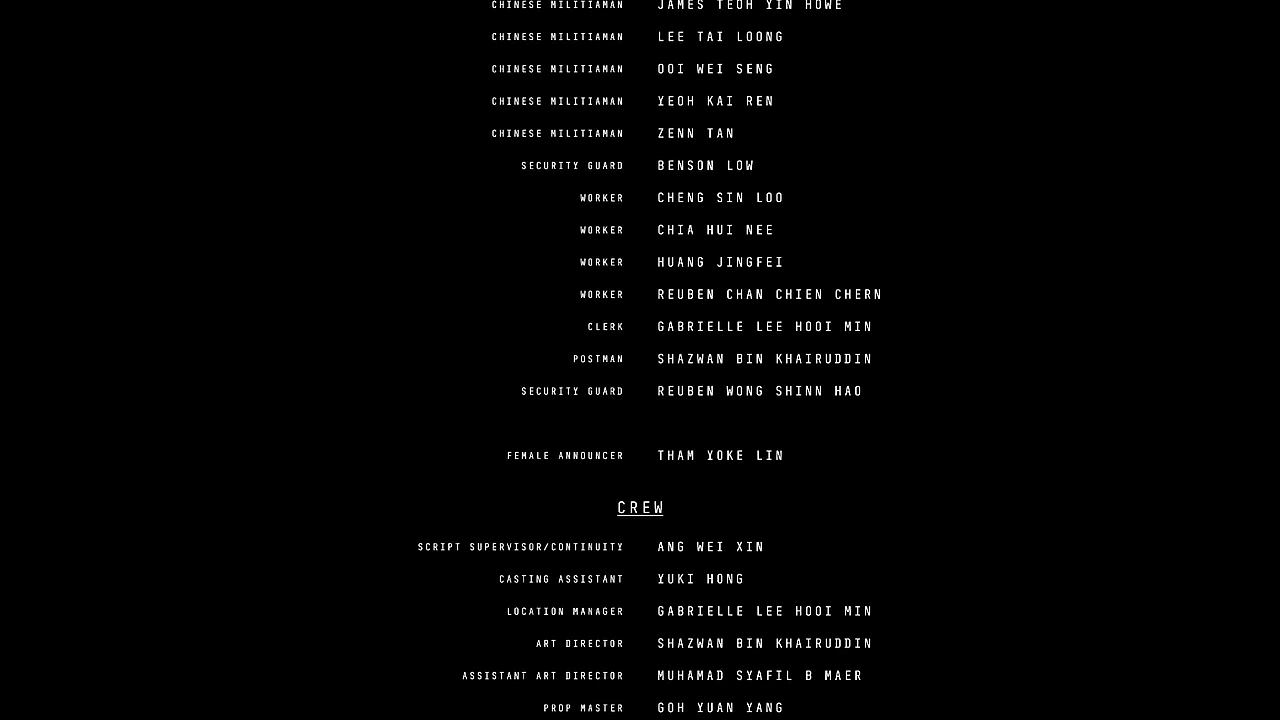 CHINESE MILITIAMAN JAMES TEOH YIN HOWE
CHINESE MILITIAMAN LEE TAI LOONG
CHINESE MILITIAMAN OOI WEI SENG
CHINESE MILITIAMAN YEOH KAI REN
CHINESE MILITIAMAN ZENN TAN
SECURITY GUARD BENSON LOW
WORKER CHENG SIN LOO
WORKER CHIA HUI NEE
WORKER HUANG JINGFEI
WORKER REUBEN CHAN CHIEN CHERN
CLERK GABRIELLE LEE HOOI MIN
POSTMAN SHAZWAN BIN KHAIRUDDIN
SECURITY GUARD REUBEN WONG SHINN HAO
FEMALE ANNOUNCER THAM YOKE LIN
CREW
SCRIPT SUPERVISOR/CONTINUITY ANG WEI XIN
CASTING ASSISTANT YUKI HONG
LOCATION MANAGER GABRIELLE LEE HOOI MIN
ART DIRECTOR SHAZWAN BIN KHAIRUDDIN
ASSISTANT ART DIRECTOR MUHAMAD SYAFIL B MAER
PROP MASTER GOH YUAN YANG